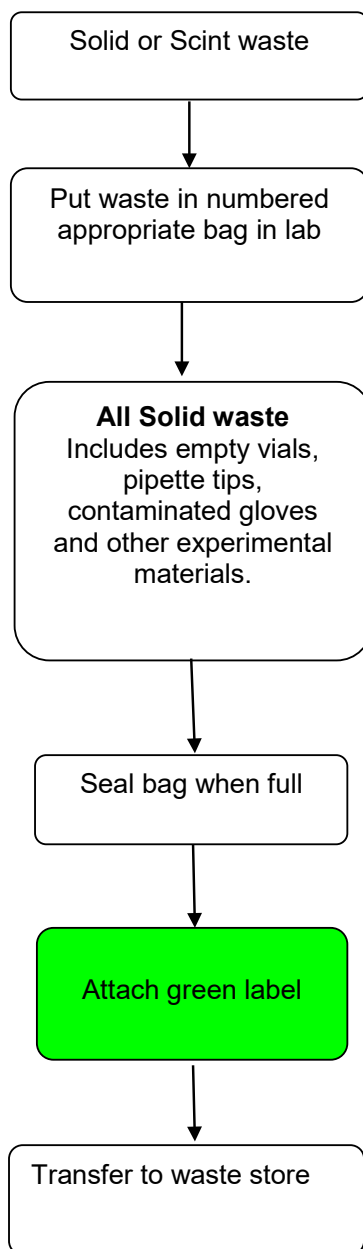 Solid or Scint waste
Put waste in numbered
appropriate bag in lab
All Solid waste
Includes empty vials,
pipette tips,
contaminated gloves
and other experimental
materials.
Seal bag when full
Attach green label
Transfer to waste store